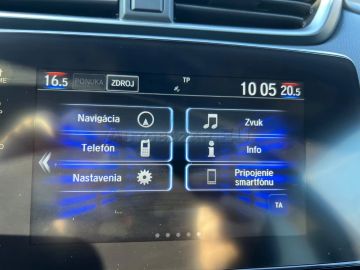 16.5 PONUKA ZDROJ TP 10 05 20.5
Navigácia Zvuk
Telefón Info
Nastavenia Pripojenie
smartfónu
TA